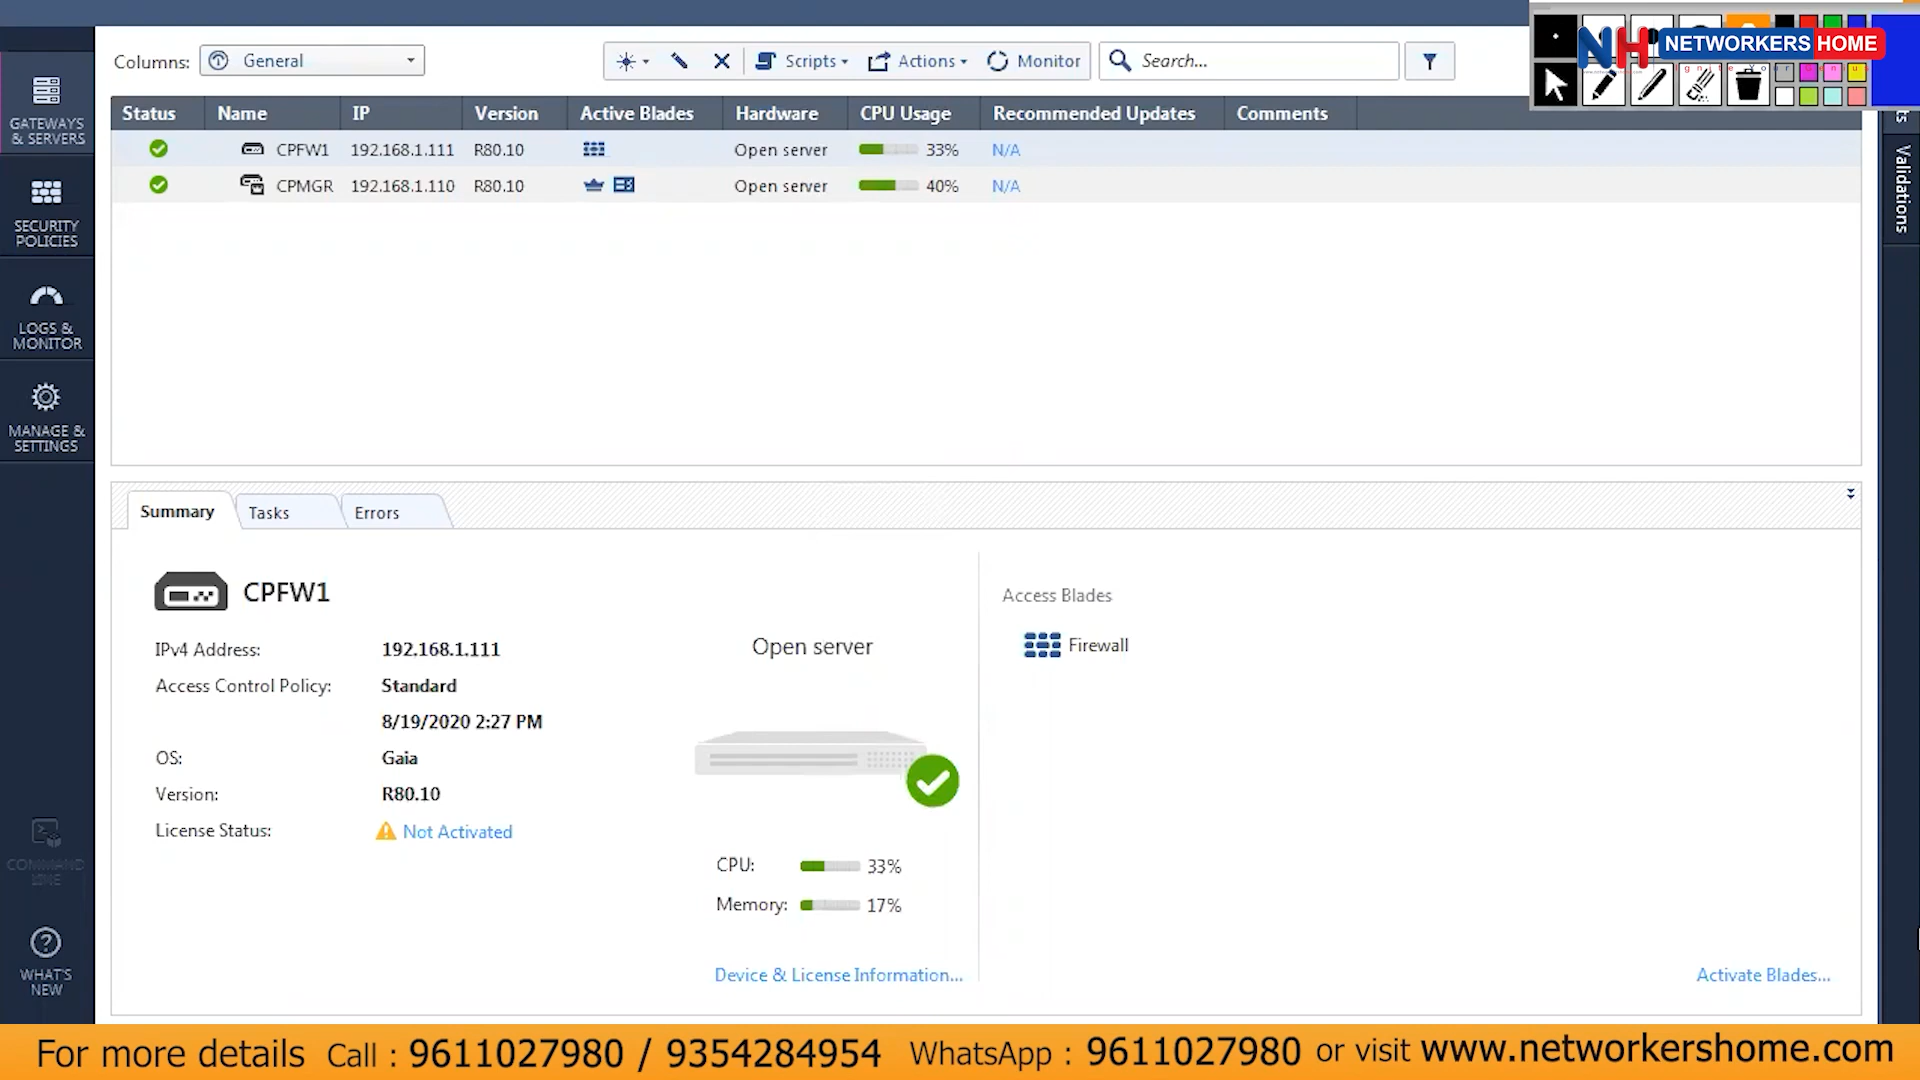 Columns: General
Scripts Actions Monitor Search...
NH NETWORKERS HOME
Status Name IP Version Active Blades Hardware CPU Usage Recommended Updates Comments
CPFW1 192.168.1.111 R80.10 Open server 33% N/A
CPMGR 192.168.1.110 R80.10 Open server 40% N/A
GATEWAYS
& SERVERS
SECURITY
POLICIES
LOGS &
MONITOR
MANAGE &
SETTINGS
COMMAND
LINE
WHAT'S
NEW
Validations
Summary Tasks Errors
CPFW1
IPv4 Address: 192.168.1.111
Access Control Policy: Standard
8/19/2020 2:27 PM
OS: Gaia
Version: R80.10
License Status: Not Activated
Open server
CPU: 33%
Memory: 17%
Device & License Information...
Access Blades
Firewall
Activate Blades...
For more details Call : 9611027980 / 9354284954 WhatsApp : 9611027980 or visit www.networkershome.com